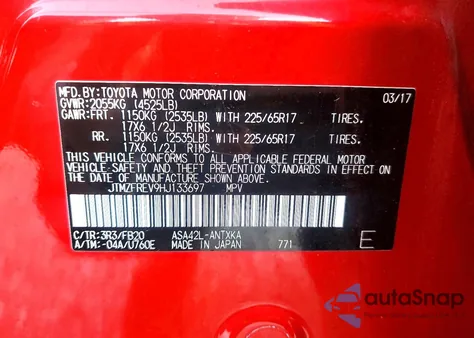 MFD.BY:TOYOTA MOTOR CORPORATION 03/17
GVWR:2055KG (4525LB)
GAWR:FRT. 1150KG (2535LB) WITH 225/65R17 TIRES.
17X6 1/2J RIMS.
RR. 1150KG (2535LB) WITH 225/65R17 TIRES.
17X6 1/2J RIMS.
THIS VEHICLE CONFORMS TO ALL APPLICABLE FEDERAL MOTOR
VEHICLE SAFETY AND THEFT PREVENTION STANDARDS IN EFFECT ON THE
DATE OF MANUFACTURE SHOWN ABOVE.
JTMZFREV9HJ133697 MPV
C/TR:3R3/FB20 ASA42L-ANTXKA
A/TM:-04A/U760E MADE IN JAPAN 771 E
autoSnap